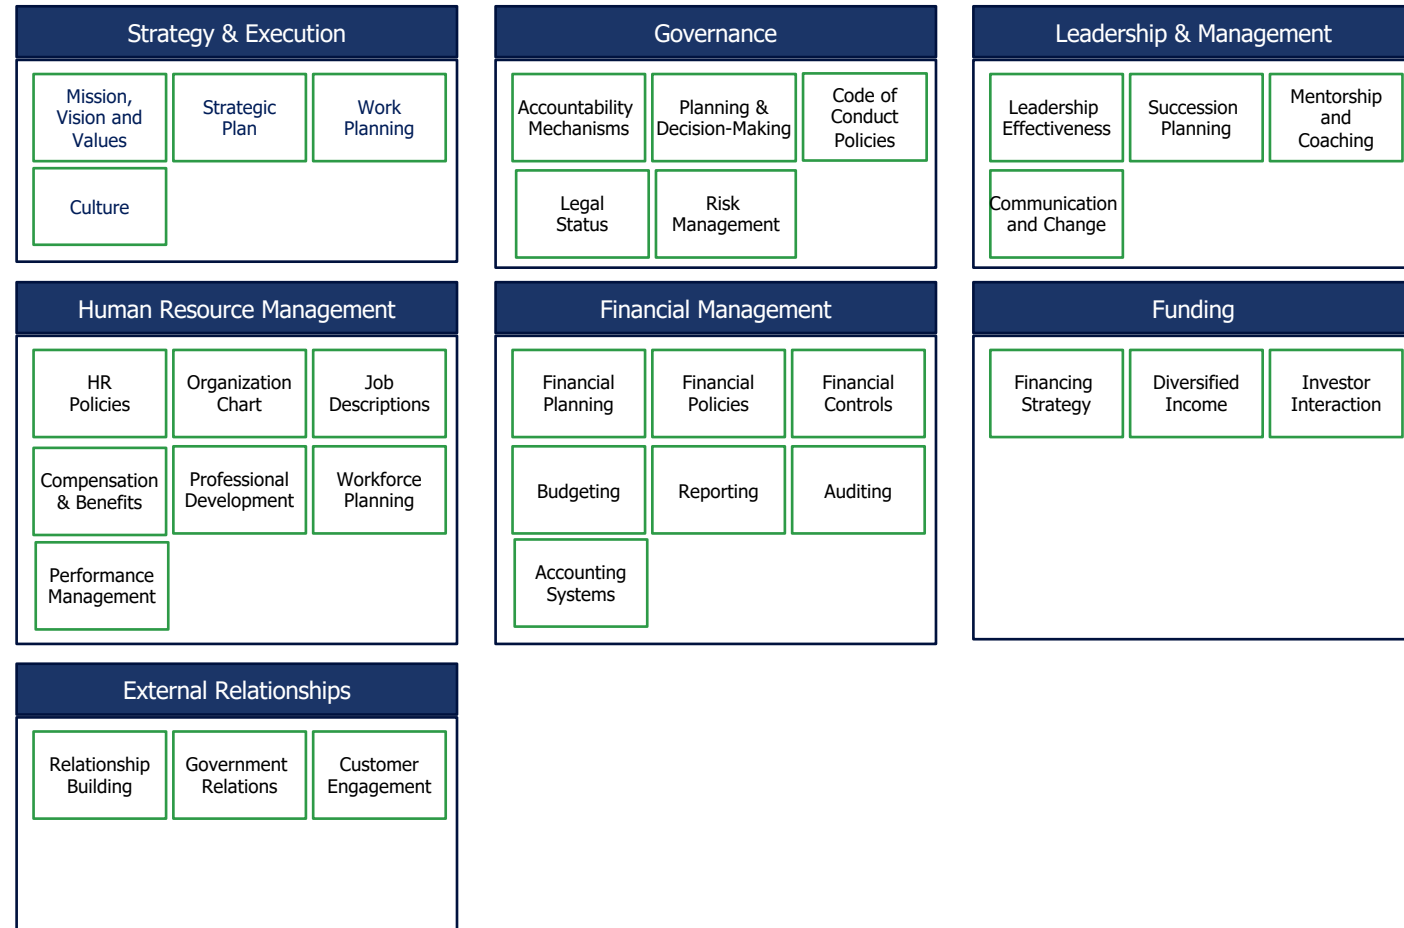 Strategy & Execution
Mission,
Vision and
Values
Strategic
Plan
Work
Planning
Culture
Governance
Accountability
Mechanisms
Planning &
Decision-Making
Code of
Conduct
Policies
Legal
Status
Risk
Management
Leadership & Management
Leadership
Effectiveness
Succession
Planning
Mentorship
and
Coaching
Communication
and Change
Human Resource Management
HR
Policies
Organization
Chart
Job
Descriptions
Compensation
& Benefits
Professional
Development
Workforce
Planning
Performance
Management
Financial Management
Financial
Planning
Financial
Policies
Financial
Controls
Budgeting
Reporting
Auditing
Accounting
Systems
Funding
Financing
Strategy
Diversified
Income
Investor
Interaction
External Relationships
Relationship
Building
Government
Relations
Customer
Engagement